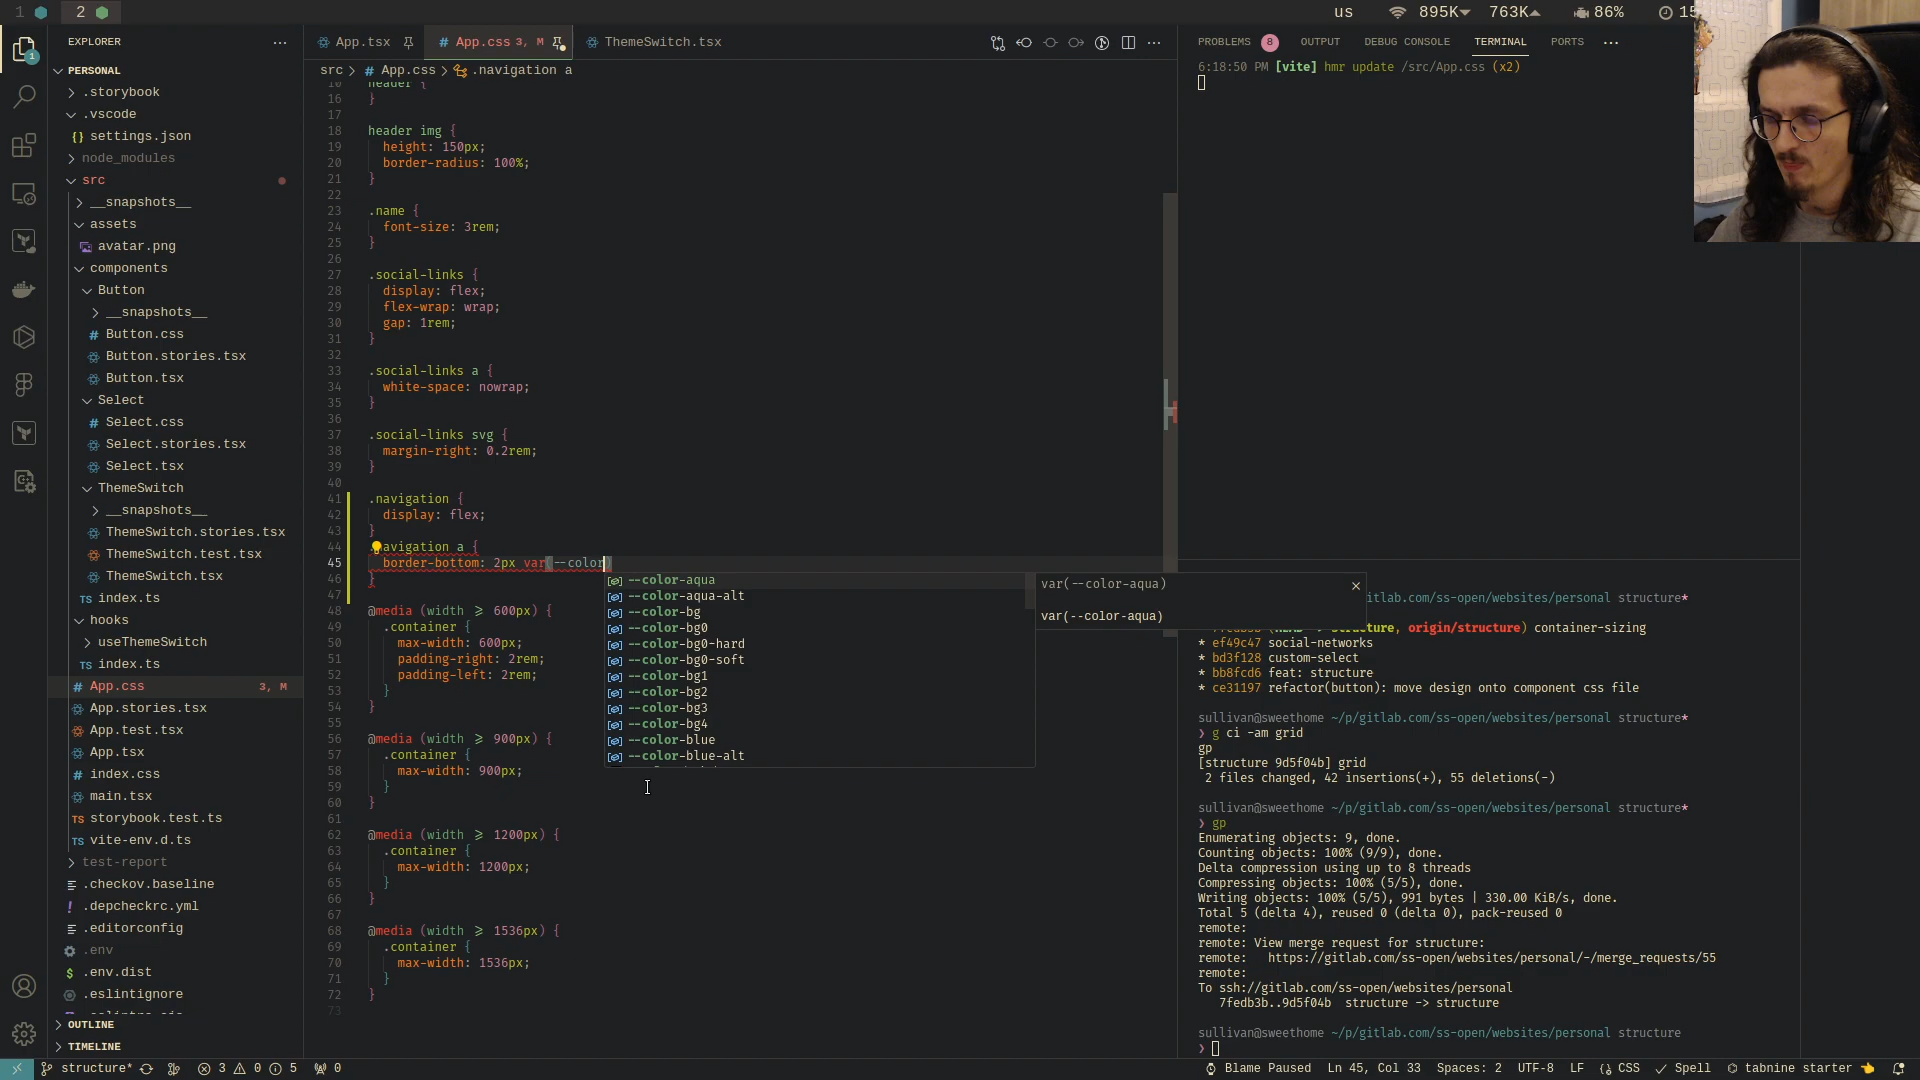 1 2 us 895K 763K 86% 15
EXPLORER
PERSONAL
.storybook
.vscode
{} settings.json
node_modules
src
__snapshots__
assets
avatar.png
components
Button
__snapshots__
# Button.css
Button.stories.tsx
Button.tsx
Select
# Select.css
Select.stories.tsx
Select.tsx
ThemeSwitch
__snapshots__
ThemeSwitch.stories.tsx
ThemeSwitch.test.tsx
ThemeSwitch.tsx
TS index.ts
hooks
useThemeSwitch
TS index.ts
# App.css 3, M
App.stories.tsx
App.test.tsx
App.tsx
# index.css
main.tsx
TS storybook.test.ts
TS vite-env.d.ts
test-report
.checkov.baseline
! .depcheckrc.yml
.editorconfig
.env
$ .env.dist
.eslintignore
OUTLINE
TIMELINE
App.tsx # App.css 3, M ThemeSwitch.tsx
src > # App.css > .navigation a
header {
16 }
17
18 header img {
19 height: 150px;
20 border-radius: 100%;
21 }
22
23 .name {
24 font-size: 3rem;
25 }
26
27 .social-links {
28 display: flex;
29 flex-wrap: wrap;
30 gap: 1rem;
31 }
32
33 .social-links a {
34 white-space: nowrap;
35 }
36
37 .social-links svg {
38 margin-right: 0.2rem;
39 }
40
41 .navigation {
42 display: flex;
43 }
44 avigation a {
45 border-bottom: 2px var(--color)
46 }
47
48 @media (width ≥ 600px) {
49 .container {
50 max-width: 600px;
51 padding-right: 2rem;
52 padding-left: 2rem;
53 }
54 }
55
56 @media (width ≥ 900px) {
57 .container {
58 max-width: 900px;
59 }
60 }
61
62 @media (width ≥ 1200px) {
63 .container {
64 max-width: 1200px;
65 }
66 }
67
68 @media (width ≥ 1536px) {
69 .container {
70 max-width: 1536px;
71 }
72 }
73
--color-aqua
--color-aqua-alt
--color-bg
--color-bg0
--color-bg0-hard
--color-bg0-soft
--color-bg1
--color-bg2
--color-bg3
--color-bg4
--color-blue
--color-blue-alt
var(--color-aqua)
var(--color-aqua)
PROBLEMS 8 OUTPUT DEBUG CONSOLE TERMINAL PORTS
6:18:50 PM [vite] hmr update /src/App.css (x2)
itlab.com/ss-open/websites/personal structure*
structure, origin/structure) container-sizing
* ef49c47 social-networks
* bd3f128 custom-select
* bb8fcd6 feat: structure
* ce31197 refactor(button): move design onto component css file
sullivan@sweethome ~/p/gitlab.com/ss-open/websites/personal structure*
❯ g ci -am grid
gp
[structure 9d5f04b] grid
2 files changed, 42 insertions(+), 55 deletions(-)
sullivan@sweethome ~/p/gitlab.com/ss-open/websites/personal structure*
❯ gp
Enumerating objects: 9, done.
Counting objects: 100% (9/9), done.
Delta compression using up to 8 threads
Compressing objects: 100% (5/5), done.
Writing objects: 100% (5/5), 991 bytes | 330.00 KiB/s, done.
Total 5 (delta 4), reused 0 (delta 0), pack-reused 0
remote:
remote: View merge request for structure:
remote: https://gitlab.com/ss-open/websites/personal/-/merge_requests/55
remote:
To ssh://gitlab.com/ss-open/websites/personal
7fedb3b..9d5f04b structure -> structure
sullivan@sweethome ~/p/gitlab.com/ss-open/websites/personal structure
❯
structure* 3 0 5 0 Blame Paused Ln 45, Col 33 Spaces: 2 UTF-8 LF {} CSS Spell tabnine starter